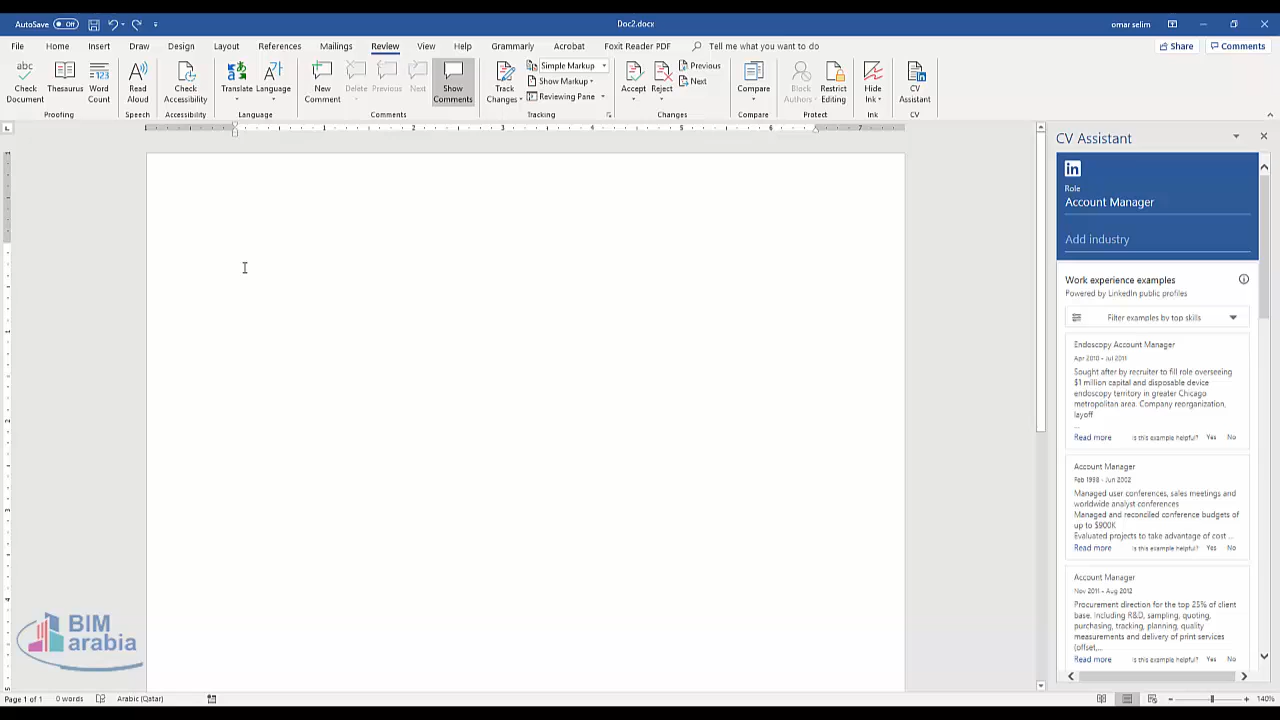 AutoSave Off
Doc2.docx
omar selim
File Home Insert Draw Design Layout References Mailings Review View Help Grammarly Acrobat Foxit Reader PDF Tell me what you want to do Share Comments
abc
Check Document
Thesaurus
123
Word Count
Proofing
Read Aloud
Speech
Check Accessibility
Accessibility
Translate
Language
Language
New Comment
Delete
Previous
Next
Show Comments
Comments
Track Changes
Simple Markup
Show Markup
Reviewing Pane
Tracking
Accept
Reject
Previous
Next
Changes
Compare
Compare
Block Authors
Restrict Editing
Protect
Hide Ink
Ink
CV Assistant
CV
1 2 3 4 5 6 7
CV Assistant
in
Role
Account Manager
Add industry
Work experience examples
Powered by LinkedIn public profiles
Filter examples by top skills
Endoscopy Account Manager
Apr 2010 - Jul 2011
Sought after by recruiter to fill role overseeing
$1 million capital and disposable device
endoscopy territory in greater Chicago
metropolitan area. Company reorganization,
layoff
...
Read more Is this example helpful? Yes No
Account Manager
Feb 1998 - Jun 2002
Managed user conferences, sales meetings and
worldwide analyst conferences
Managed and reconciled conference budgets of
up to $900K
Evaluated projects to take advantage of cost ...
Read more Is this example helpful? Yes No
Account Manager
Nov 2011 - Aug 2012
Procurement direction for the top 25% of client
base. Including R&D, sampling, quoting,
purchasing, tracking, planning, quality
measurements and delivery of print services
(offset,...
Read more Is this example helpful? Yes No
BIM
arabia
Page 1 of 1 0 words Arabic (Qatar) 140%